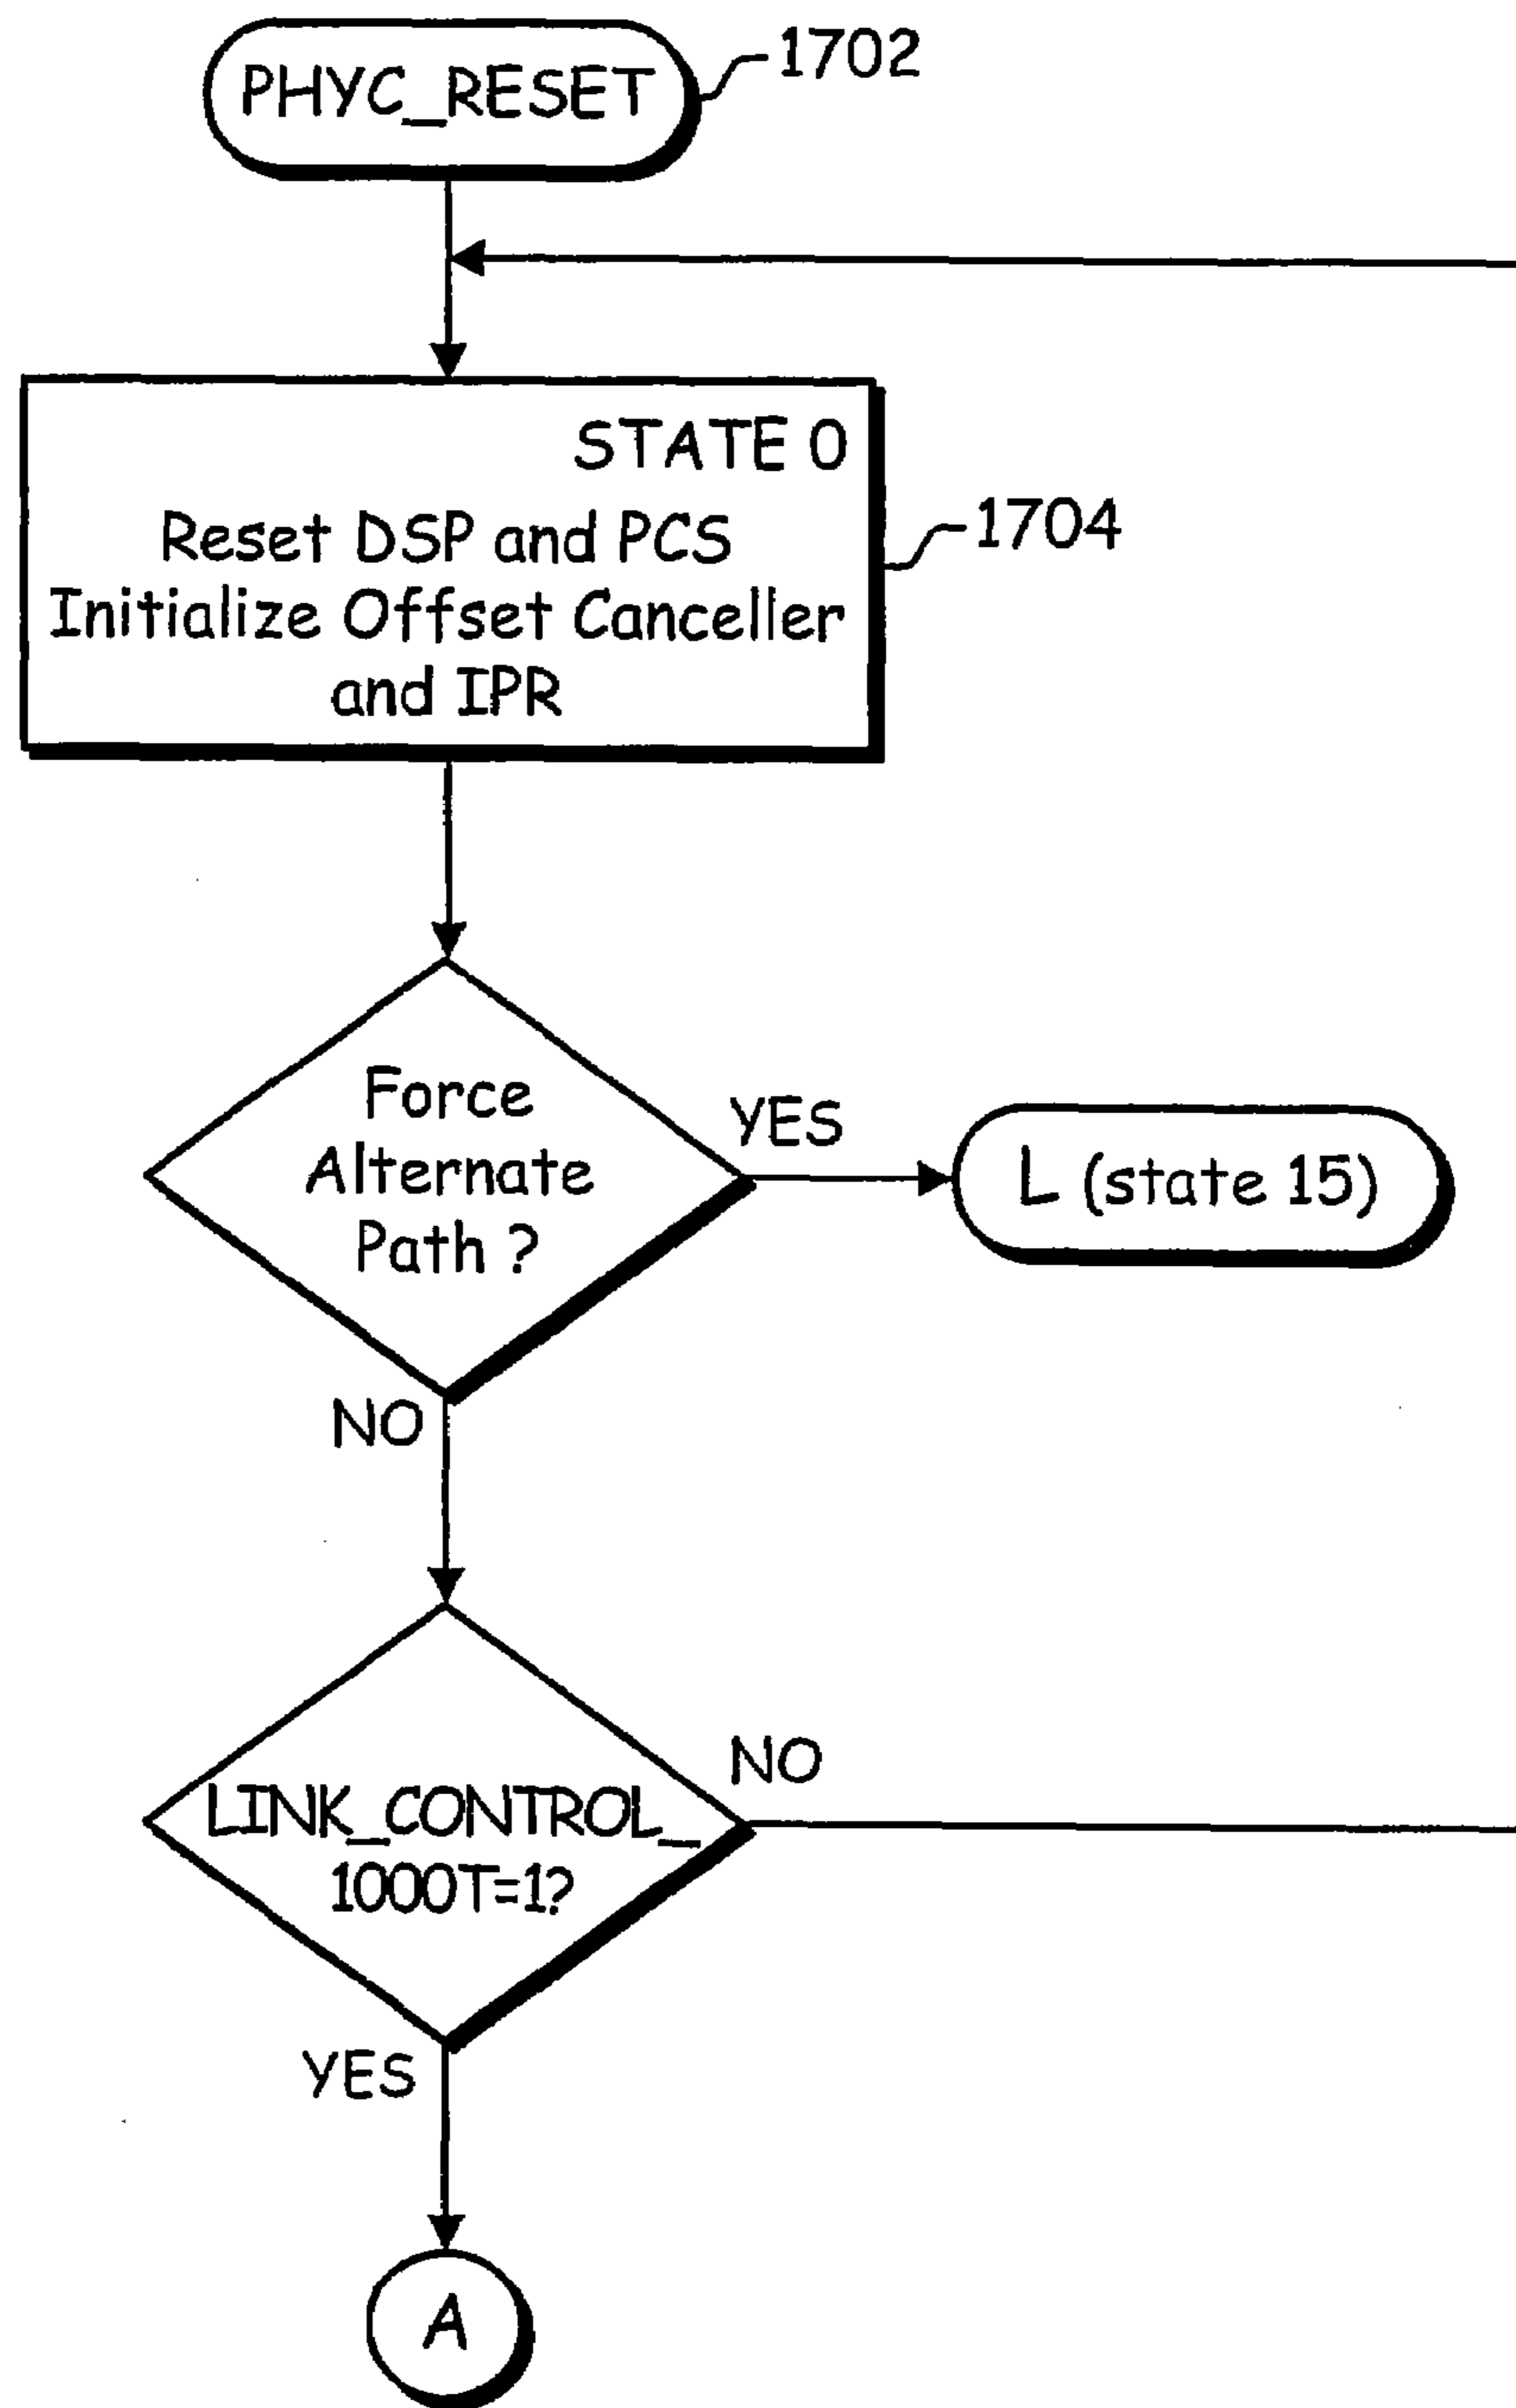 PHYC_RESET
1702
STATE 0
Reset DSP and PCS
Initialize Offset Canceller
and IPR
1704
Force
Alternate
Path ?
YES
L (state 15)
NO
LINK_CONTROL_
1000T=1?
NO
YES
A